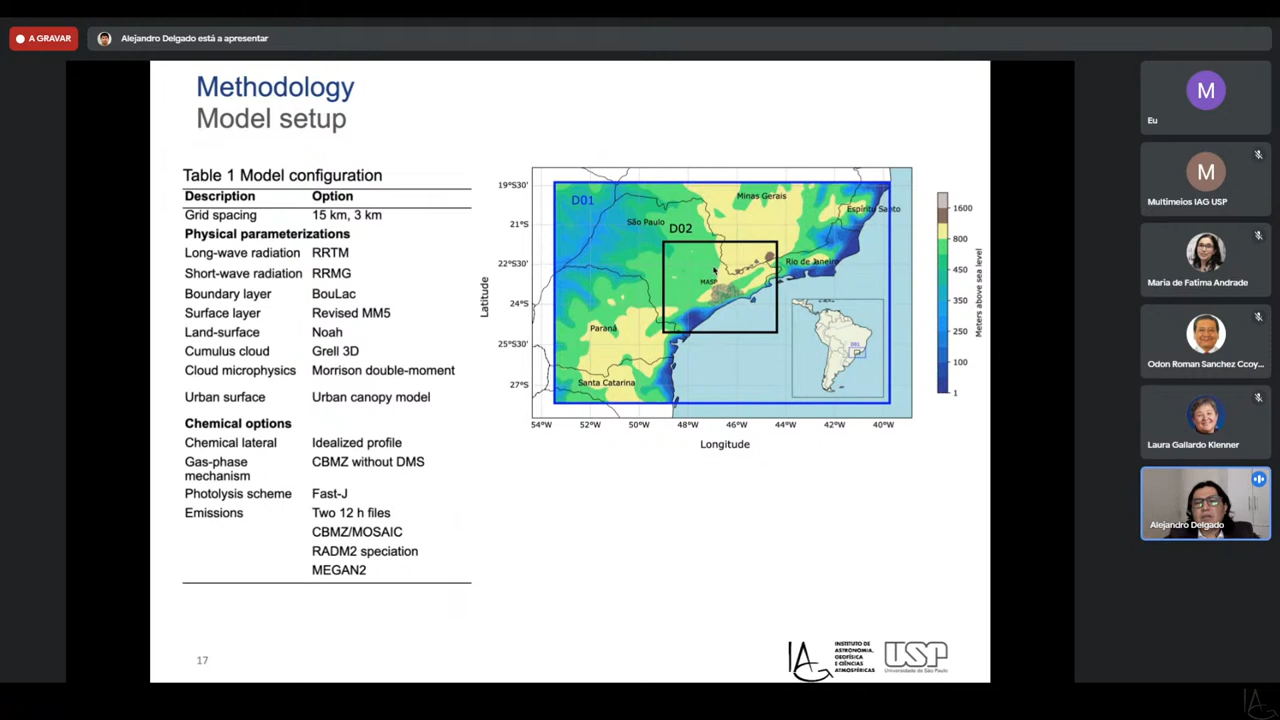 A GRAVAR
Alejandro Delgado está a apresentar
Methodology
Model setup
Table 1 Model configuration
Description Option
Grid spacing 15 km, 3 km
Physical parameterizations
Long-wave radiation RRTM
Short-wave radiation RRMG
Boundary layer BouLac
Surface layer Revised MM5
Land-surface Noah
Cumulus cloud Grell 3D
Cloud microphysics Morrison double-moment
Urban surface Urban canopy model
Chemical options
Chemical lateral Idealized profile
Gas-phase CBMZ without DMS
mechanism
Photolysis scheme Fast-J
Emissions Two 12 h files
CBMZ/MOSAIC
RADM2 speciation
MEGAN2
19°S30'
21°S
22°S30'
24°S
25°S30'
27°S
Latitude
54°W 52°W 50°W 48°W 46°W 44°W 42°W 40°W
Longitude
D01
D02
Minas Gerais
Espírito Santo
São Paulo
Rio de Janeiro
MASP
Paraná
Santa Catarina
D01
1600
800
450
350
250
100
1
Meters above sea level
17
IAG
INSTITUTO DE
ASTRONOMIA,
GEOFÍSICA
E CIÊNCIAS
ATMOSFÉRICAS
USP
Universidade de São Paulo
M
Eu
M
Multimeios IAG USP
Maria de Fatima Andrade
Odon Roman Sanchez Ccoy...
Laura Gallardo Klenner
Alejandro Delgado
IAG